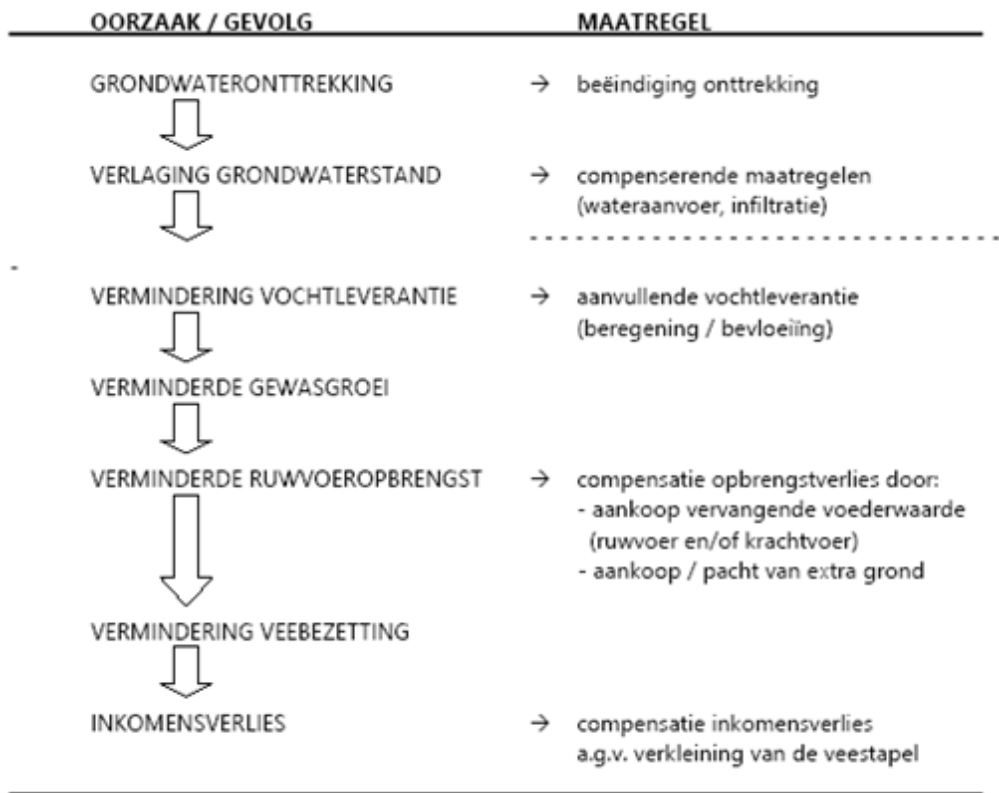 OORZAAK / GEVOLG MAATREGEL
GRONDWATERONTTREKKING → beëindiging onttrekking
VERLAGING GRONDWATERSTAND → compenserende maatregelen
(wateraanvoer, infiltratie)
VERMINDERING VOCHTLEVERANTIE → aanvullende vochtleverantie
(beregening / bevloeiïng)
VERMINDERDE GEWASGROEI
VERMINDERDE RUWVOEROPBRENGST → compensatie opbrengstverlies door:
- aankoop vervangende voederwaarde
(ruwvoer en/of krachtvoer)
- aankoop / pacht van extra grond
VERMINDERING VEEBEZETTING
INKOMENSVERLIES → compensatie inkomensverlies
a.g.v. verkleining van de veestapel